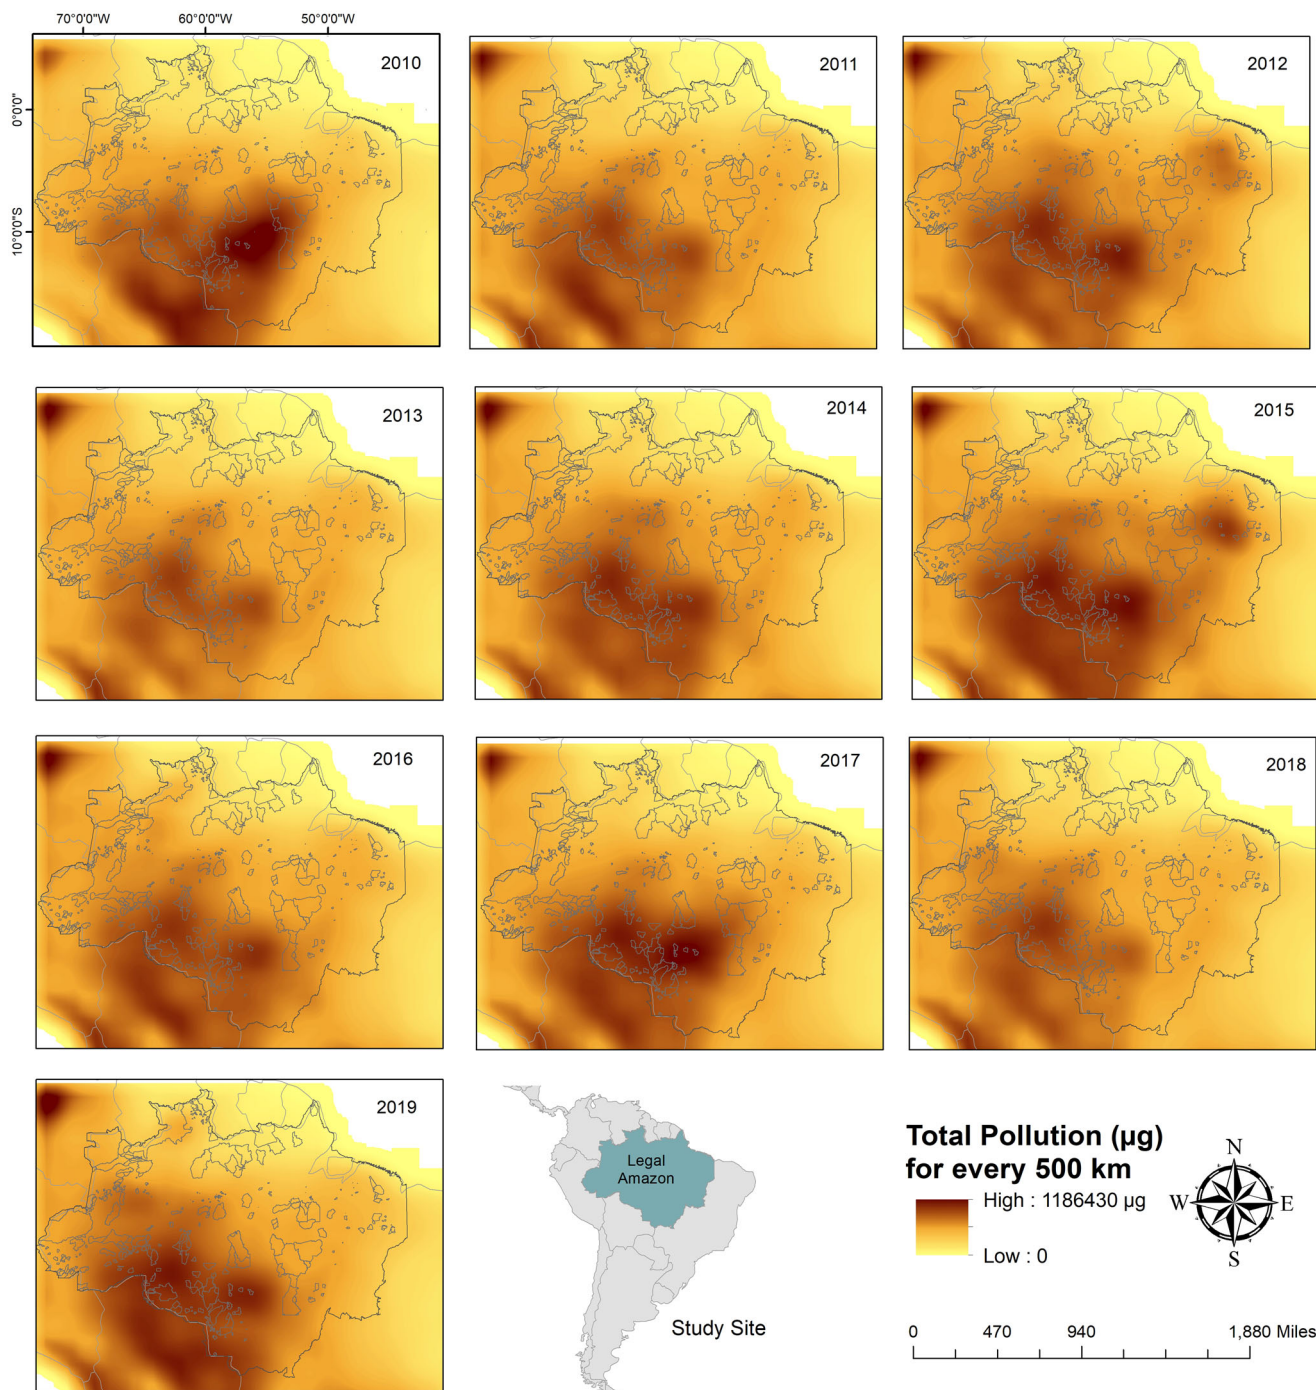 70°0'0"W 60°0'0"W 50°0'0"W
0°0'0"
10°0'0"S
2010
2011
2012
2013
2014
2015
2016
2017
2018
2019
Legal
Amazon
Study Site
Total Pollution (µg)
for every 500 km
High : 1186430 µg
Low : 0
N
W E
S
0 470 940 1,880 Miles